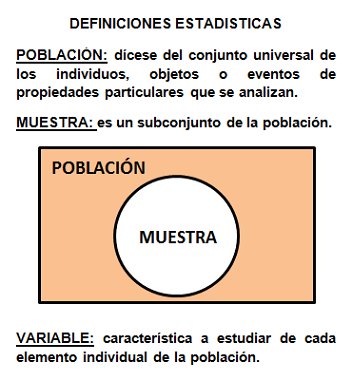 DEFINICIONES ESTADISTICAS
POBLACIÓN: dícese del conjunto universal de
los individuos, objetos o eventos de
propiedades particulares que se analizan.
MUESTRA: es un subconjunto de la población.
POBLACIÓN
MUESTRA
VARIABLE: característica a estudiar de cada
elemento individual de la población.